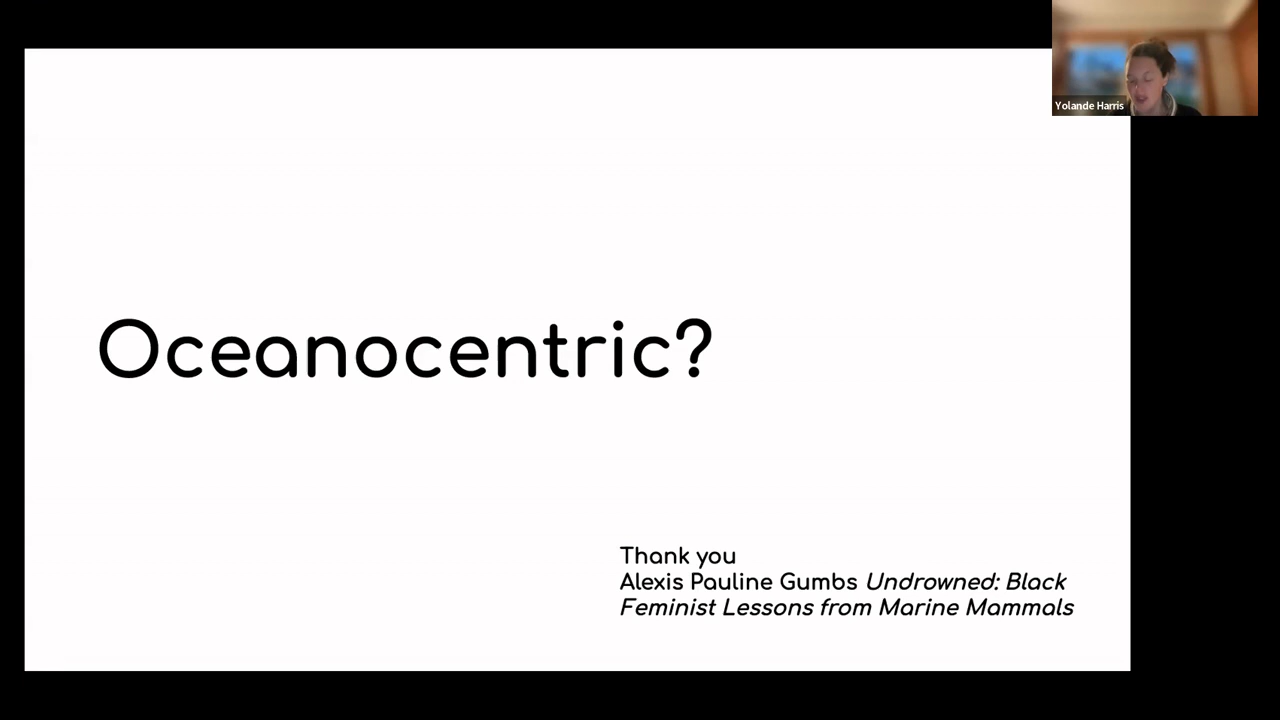 Yolande Harris
Oceanocentric?
Thank you
Alexis Pauline Gumbs Undrowned: Black
Feminist Lessons from Marine Mammals